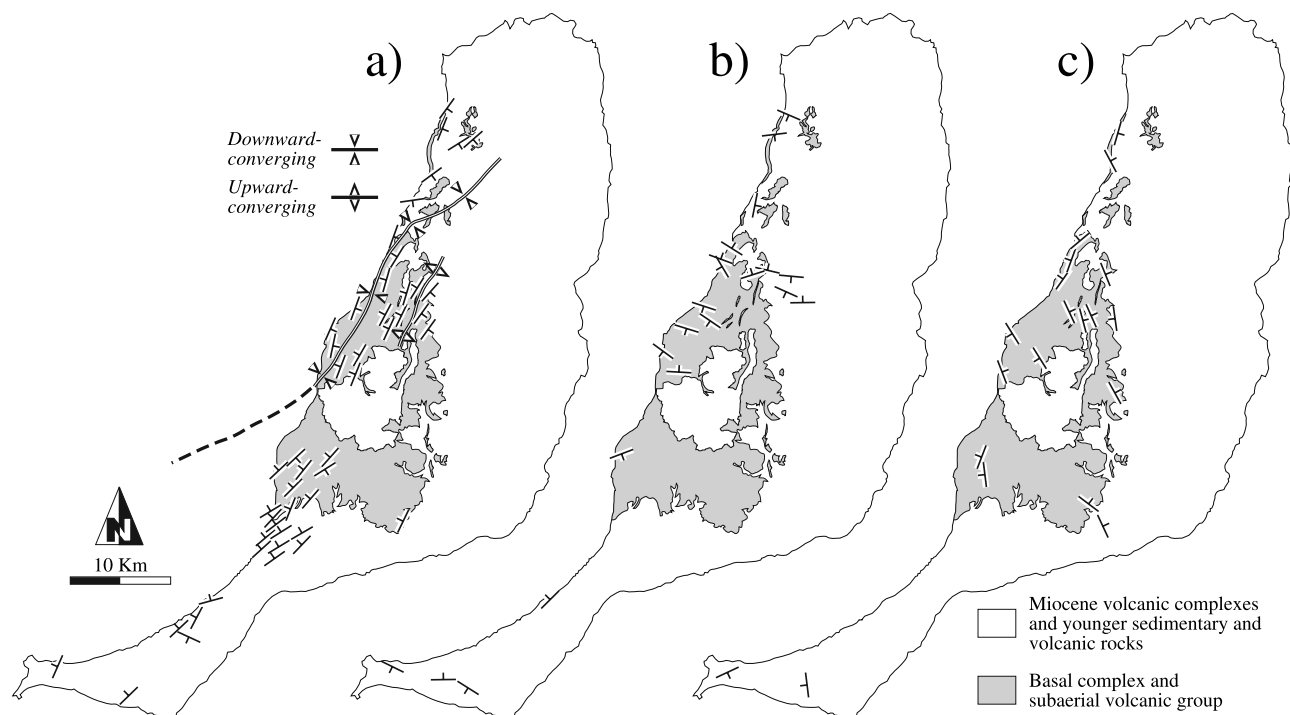 a)
b)
c)
Downward-
converging
Upward-
converging
N
10 Km
Miocene volcanic complexes
and younger sedimentary and
volcanic rocks
Basal complex and
subaerial volcanic group